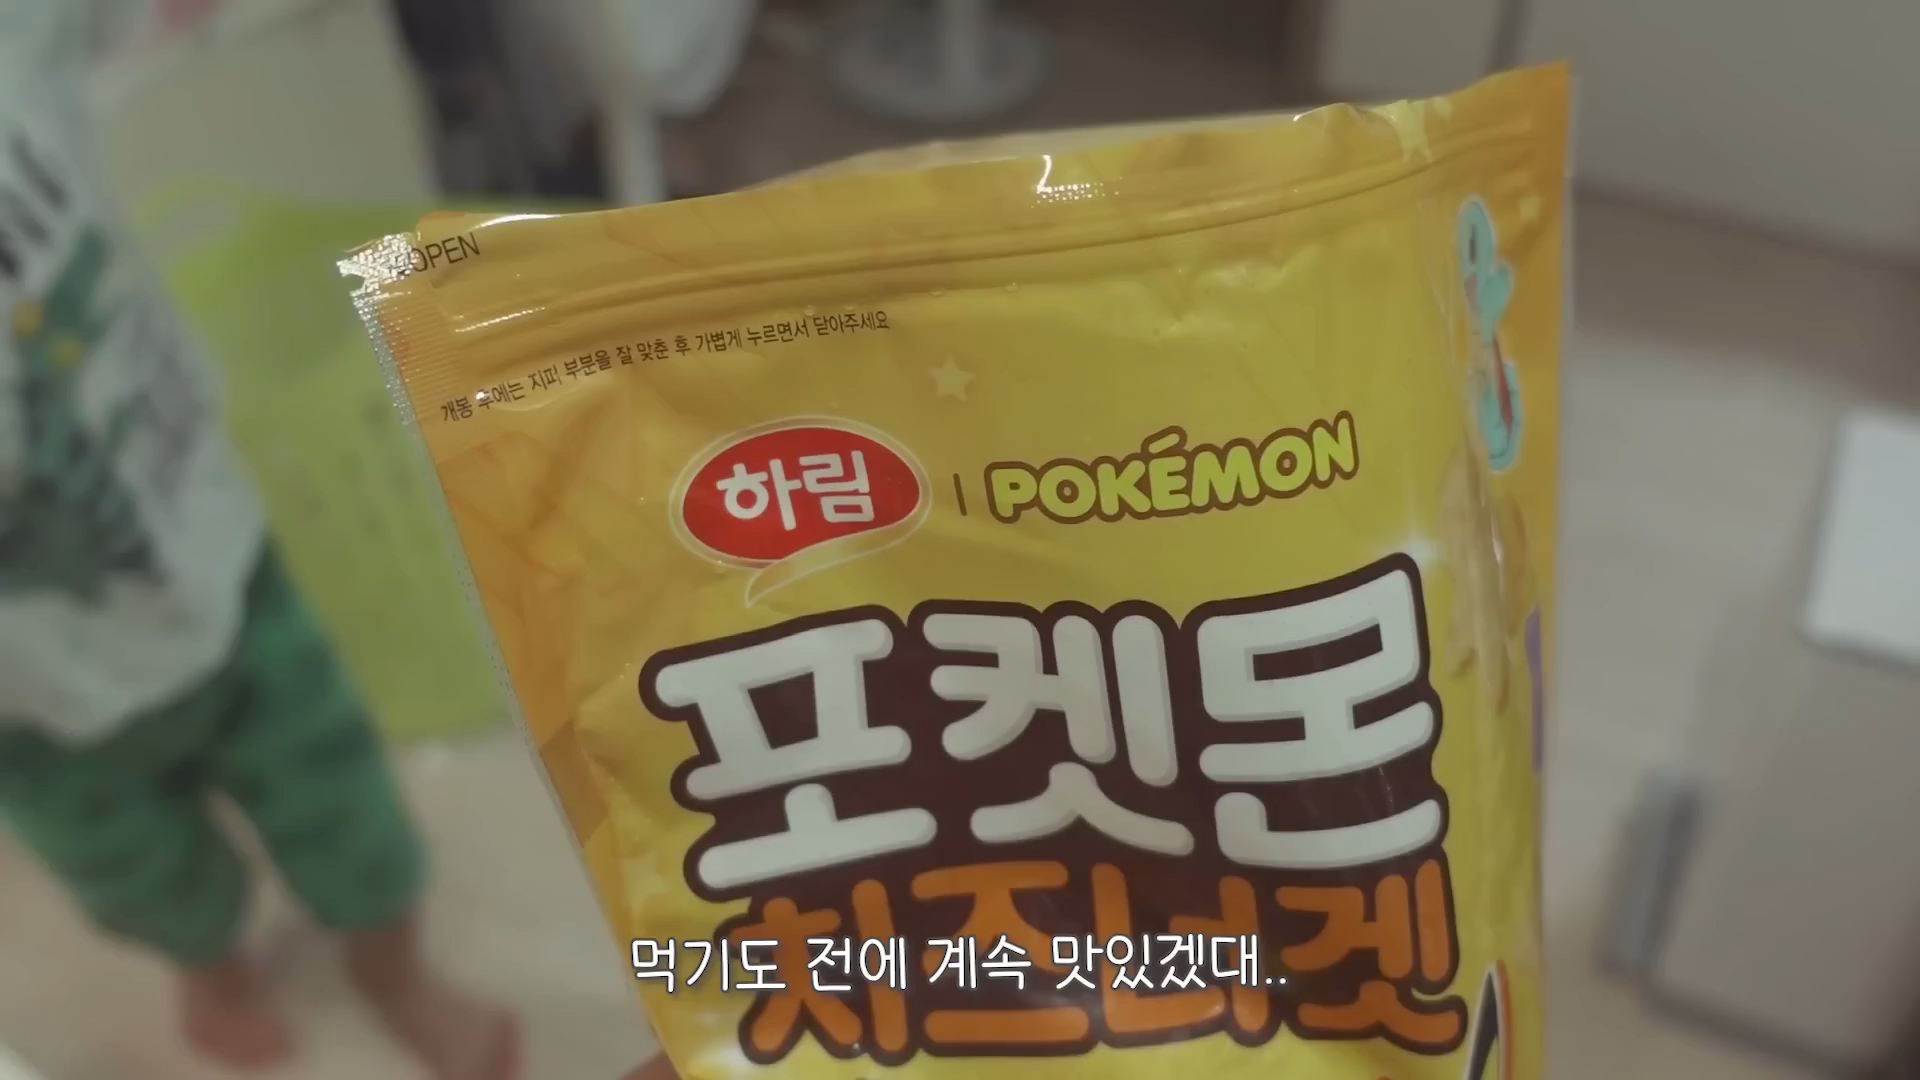 OPEN
개봉 후에는 지퍼 부분을 잘 맞춘 후 가볍게 누르면서 닫아주세요
하림 | POKÉMON
포켓몬
치즈너겟
먹기도 전에 계속 맛있겠대..